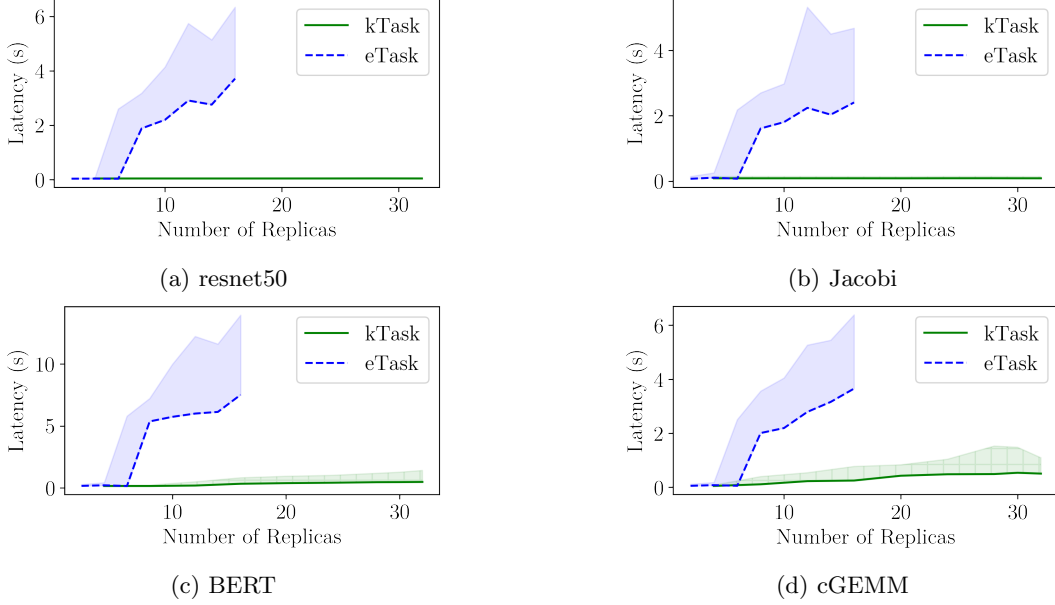 6
4
2
0
Latency (s)
10
20
30
Number of Replicas
kTask
eTask
(a) resnet50
4
2
0
Latency (s)
10
20
30
Number of Replicas
kTask
eTask
(b) Jacobi
10
5
0
Latency (s)
10
20
30
Number of Replicas
kTask
eTask
(c) BERT
6
4
2
0
Latency (s)
10
20
30
Number of Replicas
kTask
eTask
(d) cGEMM